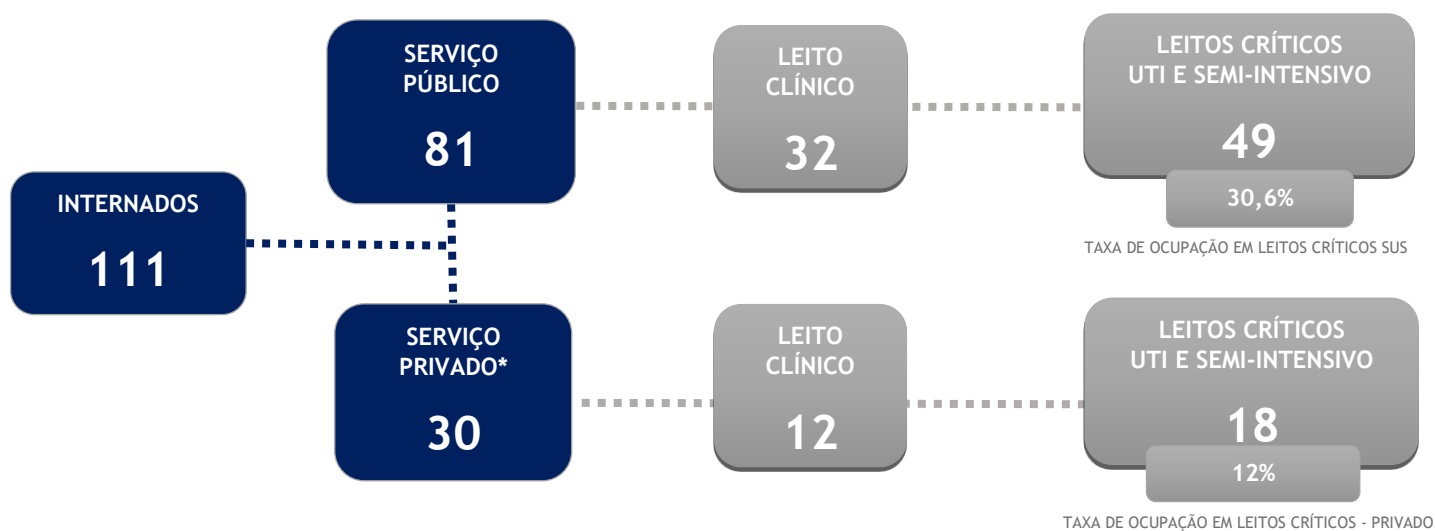 INTERNADOS
111
SERVIÇO
PÚBLICO
81
LEITO
CLÍNICO
32
LEITOS CRÍTICOS
UTI E SEMI-INTENSIVO
49
30,6%
TAXA DE OCUPAÇÃO EM LEITOS CRÍTICOS SUS
SERVIÇO
PRIVADO*
30
LEITO
CLÍNICO
12
LEITOS CRÍTICOS
UTI E SEMI-INTENSIVO
18
12%
TAXA DE OCUPAÇÃO EM LEITOS CRÍTICOS - PRIVADO